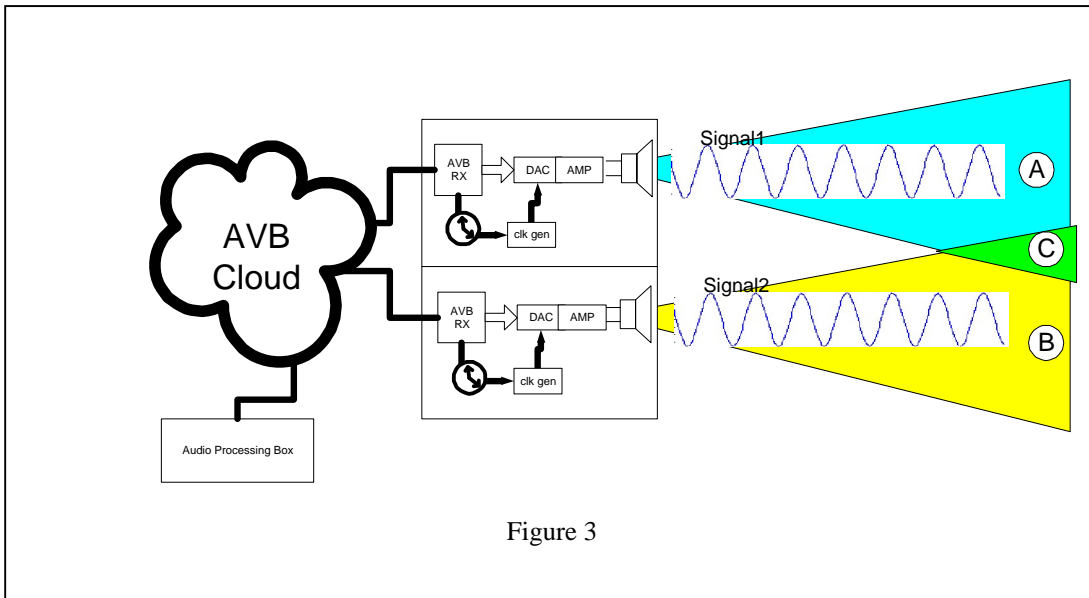 Signal1
AVB
RX
DAC
AMP
A
clk gen
AVB
Cloud
C
Signal2
AVB
RX
DAC
AMP
B
clk gen
Audio Processing Box
Figure 3